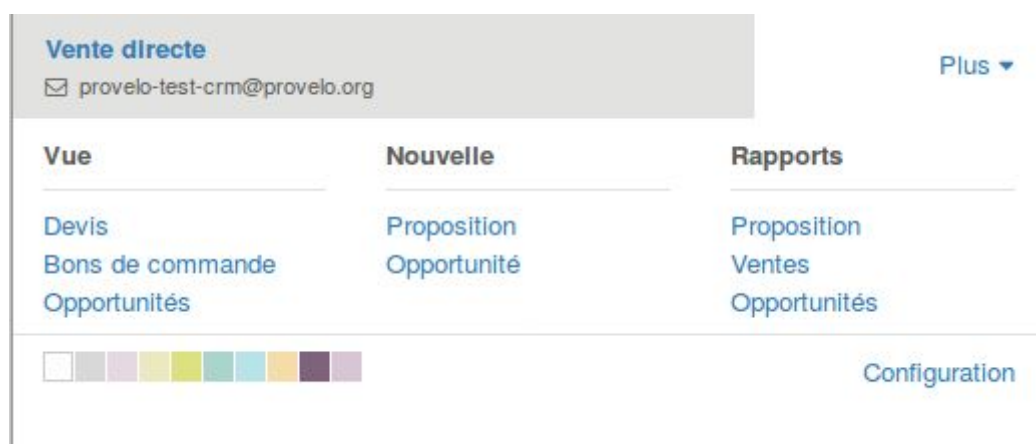 Vente directe
provelo-test-crm@provelo.org
Plus
Vue
Nouvelle
Rapports
Devis
Proposition
Proposition
Bons de commande
Opportunité
Ventes
Opportunités
Opportunités
Configuration